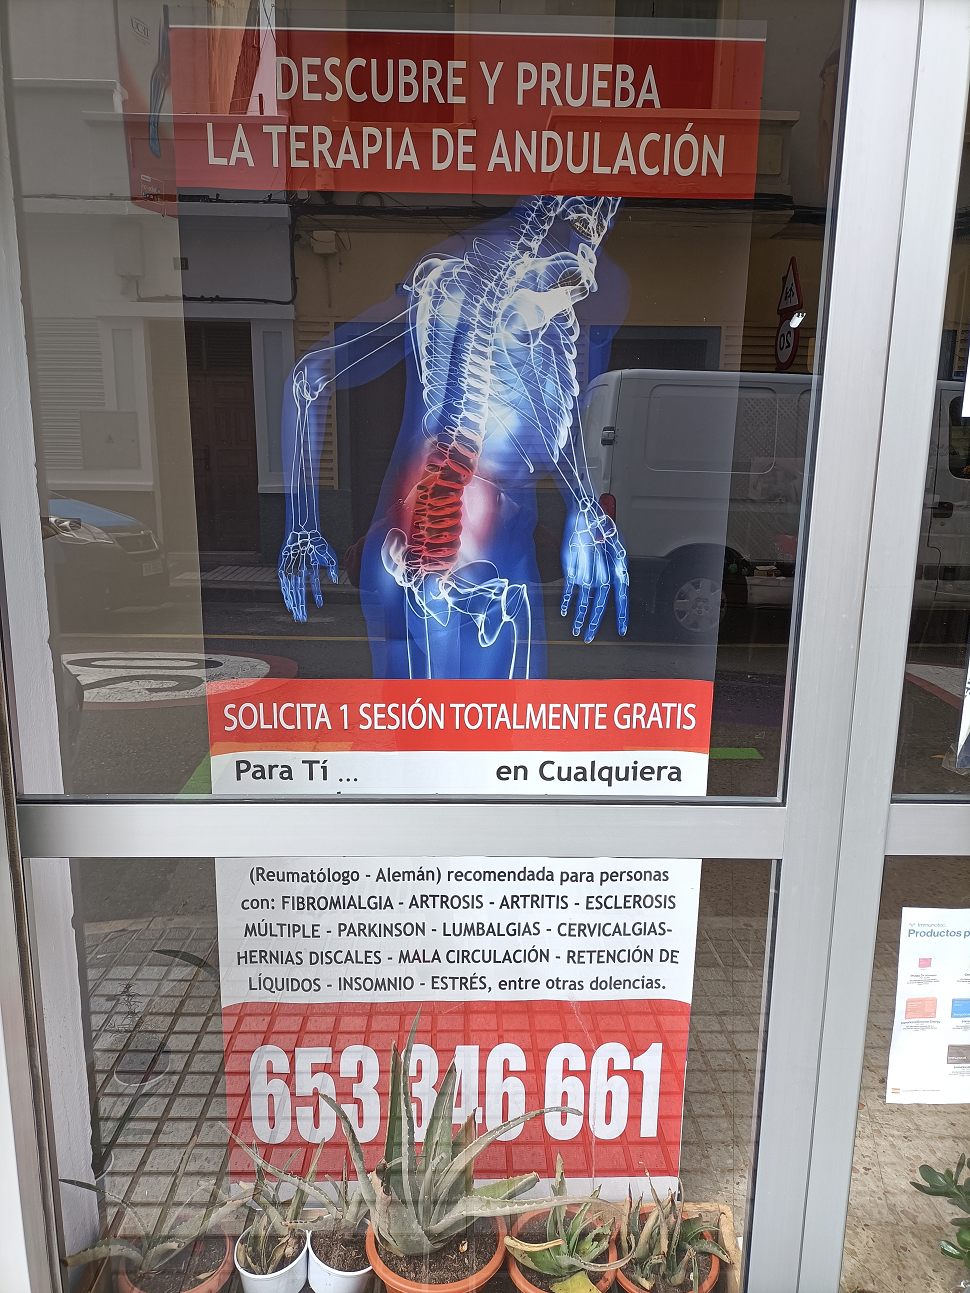 DESCUBRE Y PRUEBA
LA TERAPIA DE ANDULACIÓN
SOLICITA 1 SESIÓN TOTALMENTE GRATIS
Para Tí ... en Cualquiera
(Reumatólogo - Alemán) recomendada para personas
con: FIBROMIALGIA - ARTROSIS - ARTRITIS - ESCLEROSIS
MÚLTIPLE - PARKINSON - LUMBALGIAS - CERVICALGIAS-
HERNIAS DISCALES - MALA CIRCULACIÓN - RETENCIÓN DE
LÍQUIDOS - INSOMNIO - ESTRÉS, entre otras dolencias.
653 346 661
Immunotec
Productos p
20